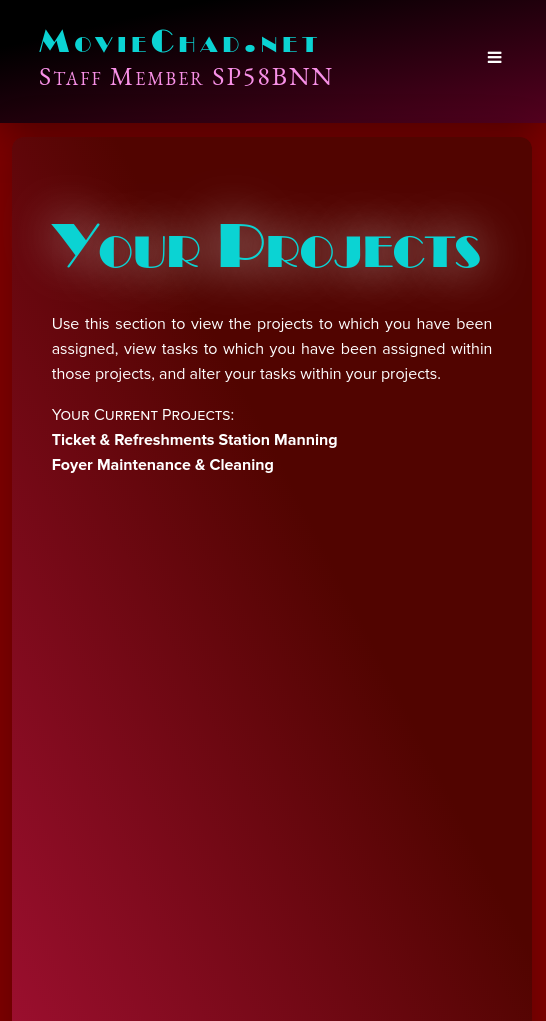 MovieChad.net
Staff Member SP58BNN
Your Projects
Use this section to view the projects to which you have been
assigned, view tasks to which you have been assigned within
those projects, and alter your tasks within your projects.
Your Current Projects:
Ticket & Refreshments Station Manning
Foyer Maintenance & Cleaning